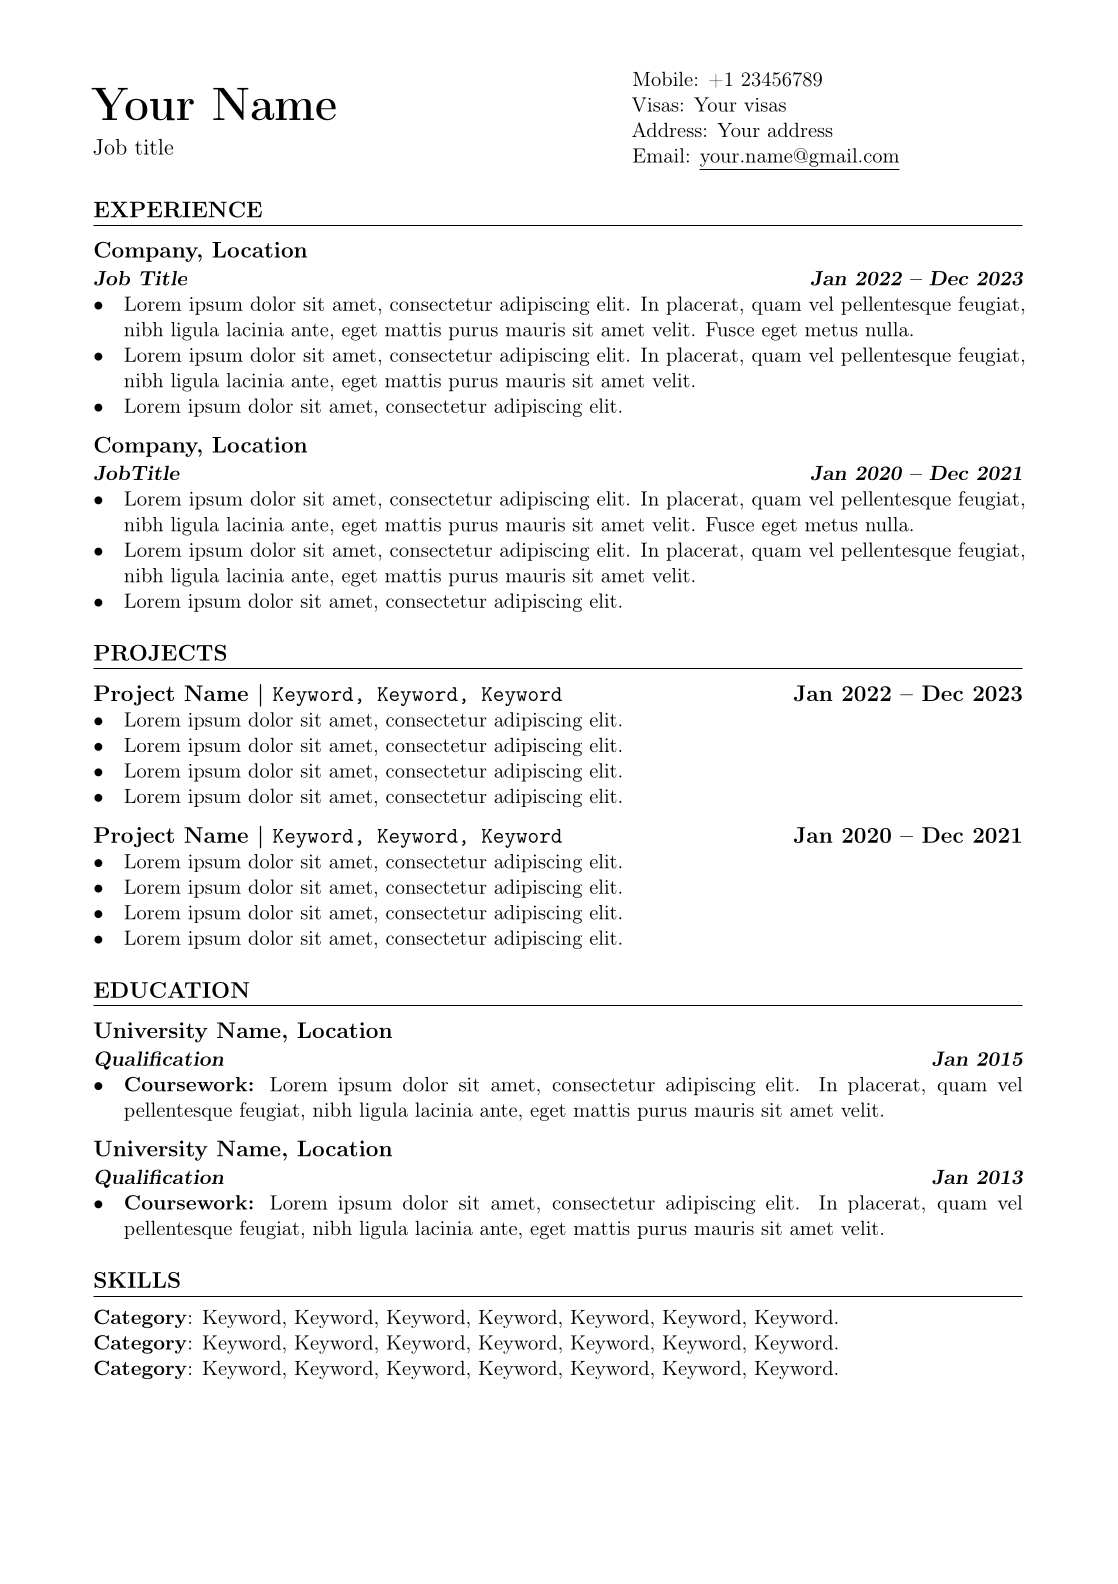 Your Name
Job title
Mobile: +1 23456789
Visas: Your visas
Address: Your address
Email: your.name@gmail.com
EXPERIENCE
Company, Location
Job Title Jan 2022 – Dec 2023
• Lorem ipsum dolor sit amet, consectetur adipiscing elit. In placerat, quam vel pellentesque feugiat,
nibh ligula lacinia ante, eget mattis purus mauris sit amet velit. Fusce eget metus nulla.
• Lorem ipsum dolor sit amet, consectetur adipiscing elit. In placerat, quam vel pellentesque feugiat,
nibh ligula lacinia ante, eget mattis purus mauris sit amet velit.
• Lorem ipsum dolor sit amet, consectetur adipiscing elit.
Company, Location
JobTitle Jan 2020 – Dec 2021
• Lorem ipsum dolor sit amet, consectetur adipiscing elit. In placerat, quam vel pellentesque feugiat,
nibh ligula lacinia ante, eget mattis purus mauris sit amet velit. Fusce eget metus nulla.
• Lorem ipsum dolor sit amet, consectetur adipiscing elit. In placerat, quam vel pellentesque feugiat,
nibh ligula lacinia ante, eget mattis purus mauris sit amet velit.
• Lorem ipsum dolor sit amet, consectetur adipiscing elit.
PROJECTS
Project Name | Keyword, Keyword, Keyword Jan 2022 – Dec 2023
• Lorem ipsum dolor sit amet, consectetur adipiscing elit.
• Lorem ipsum dolor sit amet, consectetur adipiscing elit.
• Lorem ipsum dolor sit amet, consectetur adipiscing elit.
• Lorem ipsum dolor sit amet, consectetur adipiscing elit.
Project Name | Keyword, Keyword, Keyword Jan 2020 – Dec 2021
• Lorem ipsum dolor sit amet, consectetur adipiscing elit.
• Lorem ipsum dolor sit amet, consectetur adipiscing elit.
• Lorem ipsum dolor sit amet, consectetur adipiscing elit.
• Lorem ipsum dolor sit amet, consectetur adipiscing elit.
EDUCATION
University Name, Location
Qualification Jan 2015
• Coursework: Lorem ipsum dolor sit amet, consectetur adipiscing elit. In placerat, quam vel
pellentesque feugiat, nibh ligula lacinia ante, eget mattis purus mauris sit amet velit.
University Name, Location
Qualification Jan 2013
• Coursework: Lorem ipsum dolor sit amet, consectetur adipiscing elit. In placerat, quam vel
pellentesque feugiat, nibh ligula lacinia ante, eget mattis purus mauris sit amet velit.
SKILLS
Category: Keyword, Keyword, Keyword, Keyword, Keyword, Keyword, Keyword.
Category: Keyword, Keyword, Keyword, Keyword, Keyword, Keyword, Keyword.
Category: Keyword, Keyword, Keyword, Keyword, Keyword, Keyword, Keyword.